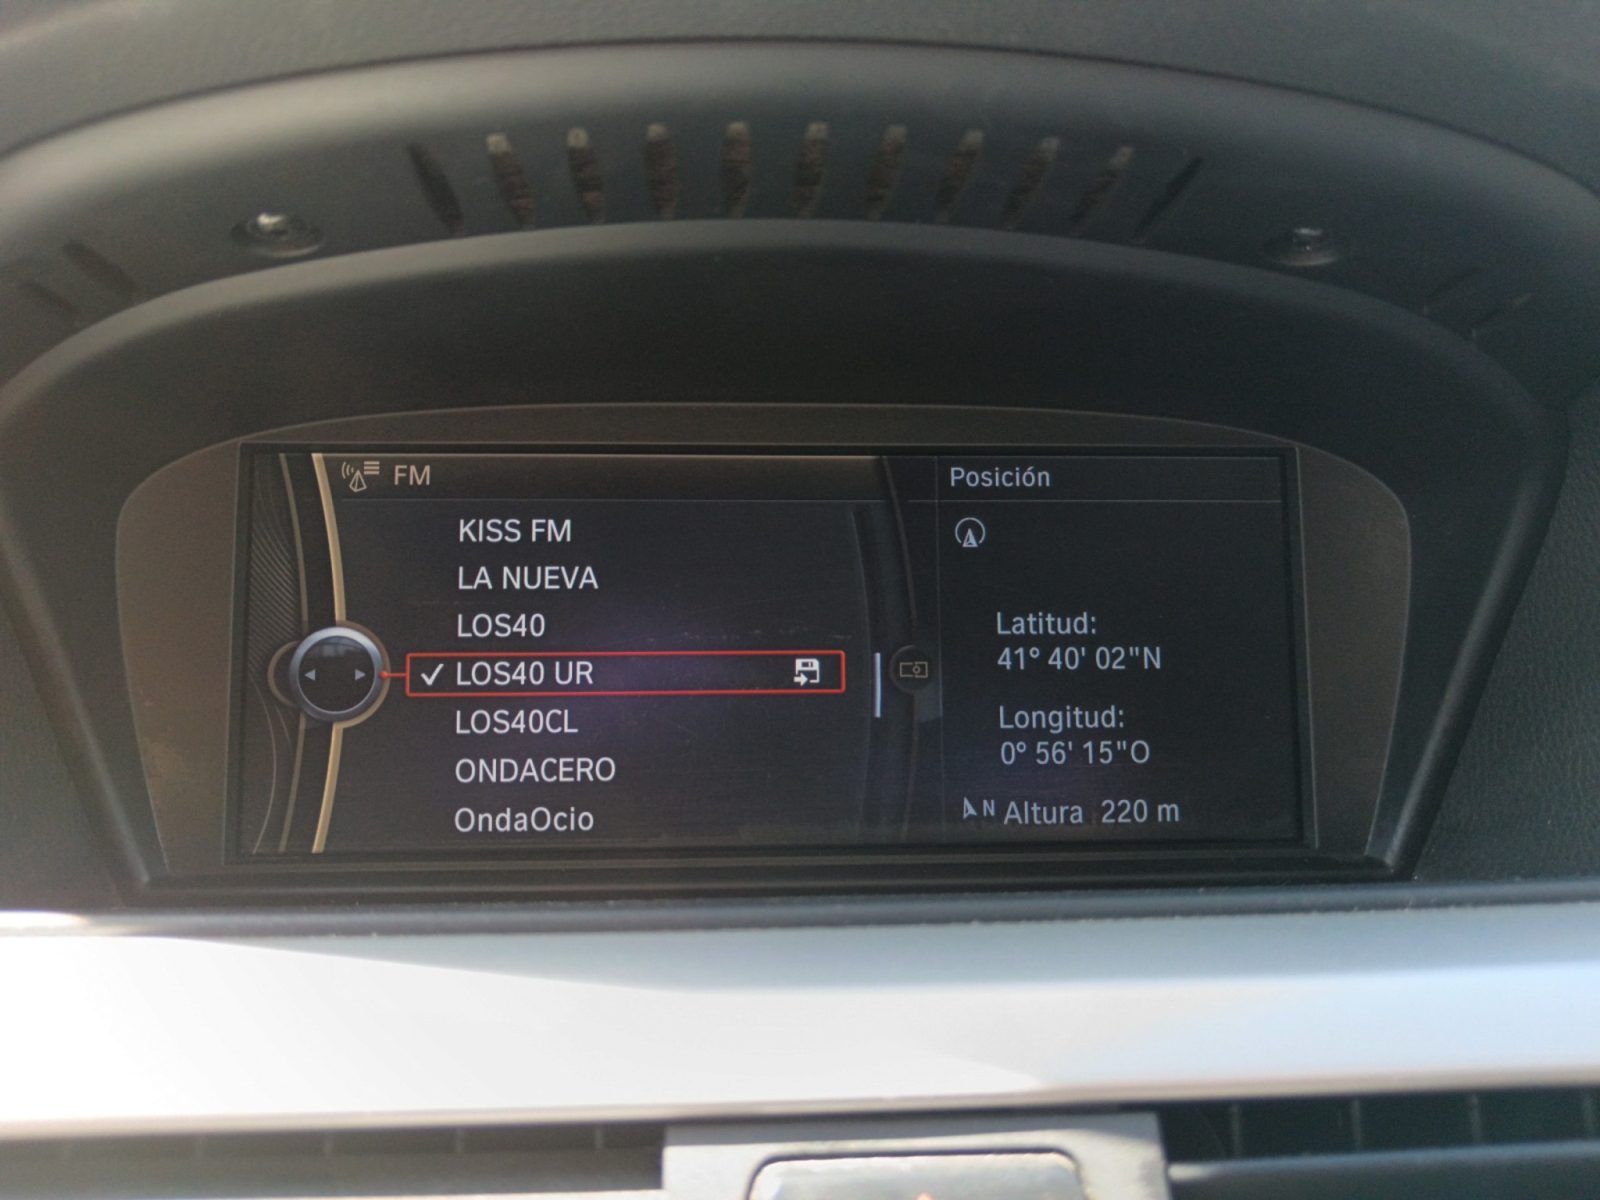 FM
KISS FM
LA NUEVA
LOS40
LOS40 UR
LOS40CL
ONDACERO
OndaOcio
Posición
Latitud:
41° 40' 02"N
Longitud:
0° 56' 15"O
N Altura 220 m